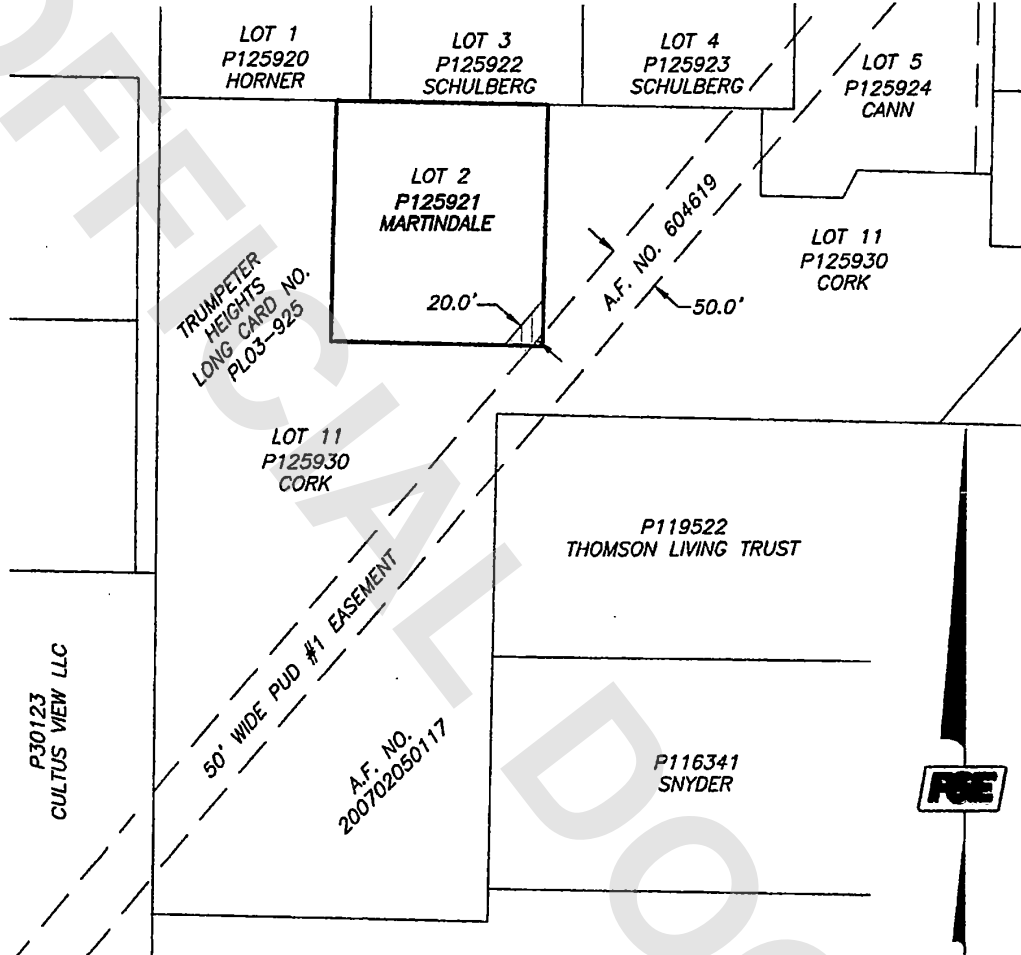 LOT 1
P125920
HORNER
LOT 3
P125922
SCHULBERG
LOT 4
P125923
SCHULBERG
LOT 5
P125924
CANN
LOT 2
P125921
MARTINDALE
A.F. NO. 604619
LOT 11
P125930
CORK
TRUMPETER
HEIGHTS
LONG CARD NO.
PL03-925
20.0'
50.0'
LOT 11
P125930
CORK
P119522
THOMSON LIVING TRUST
50' WIDE PUD #1 EASEMENT
P30123
CULTUS VIEW LLC
A.F. NO.
200702050117
P116341
SNYDER
PSE
OFFICIAL DOC